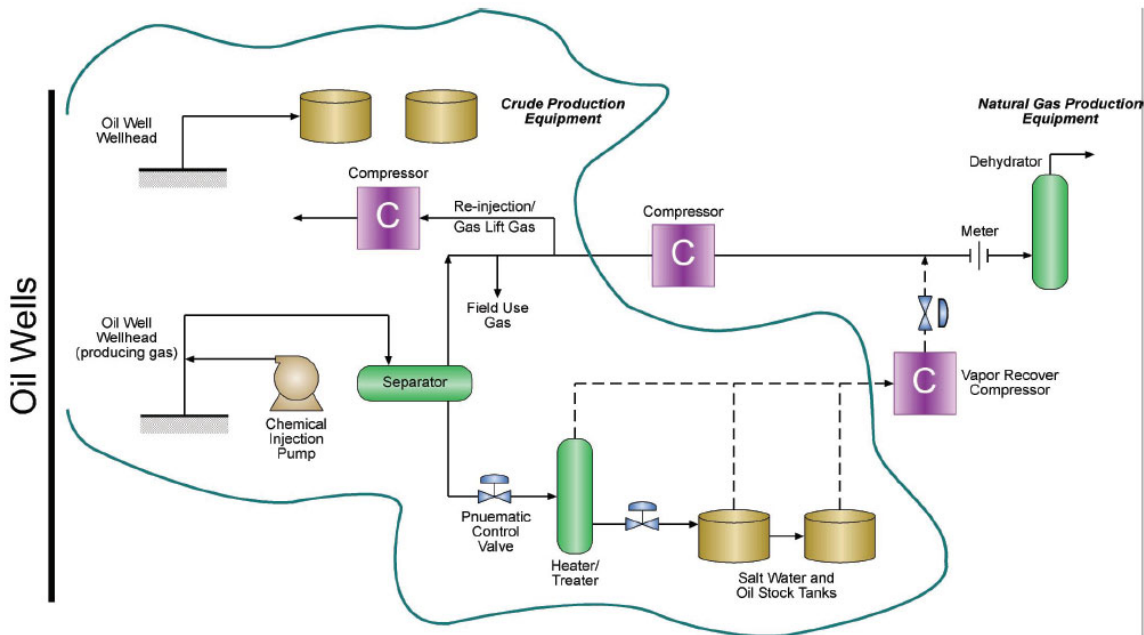 Oil Wells
Crude Production
Equipment
Natural Gas Production
Equipment
Oil Well
Wellhead
Dehydrator
Compressor
C
Re-injection/
Gas Lift Gas
Compressor
C
Meter
Field Use
Gas
Oil Well
Wellhead
(producing gas)
Separator
C
Vapor Recover
Compressor
Chemical
Injection
Pump
Pnuematic
Control
Valve
Heater/
Treater
Salt Water and
Oil Stock Tanks